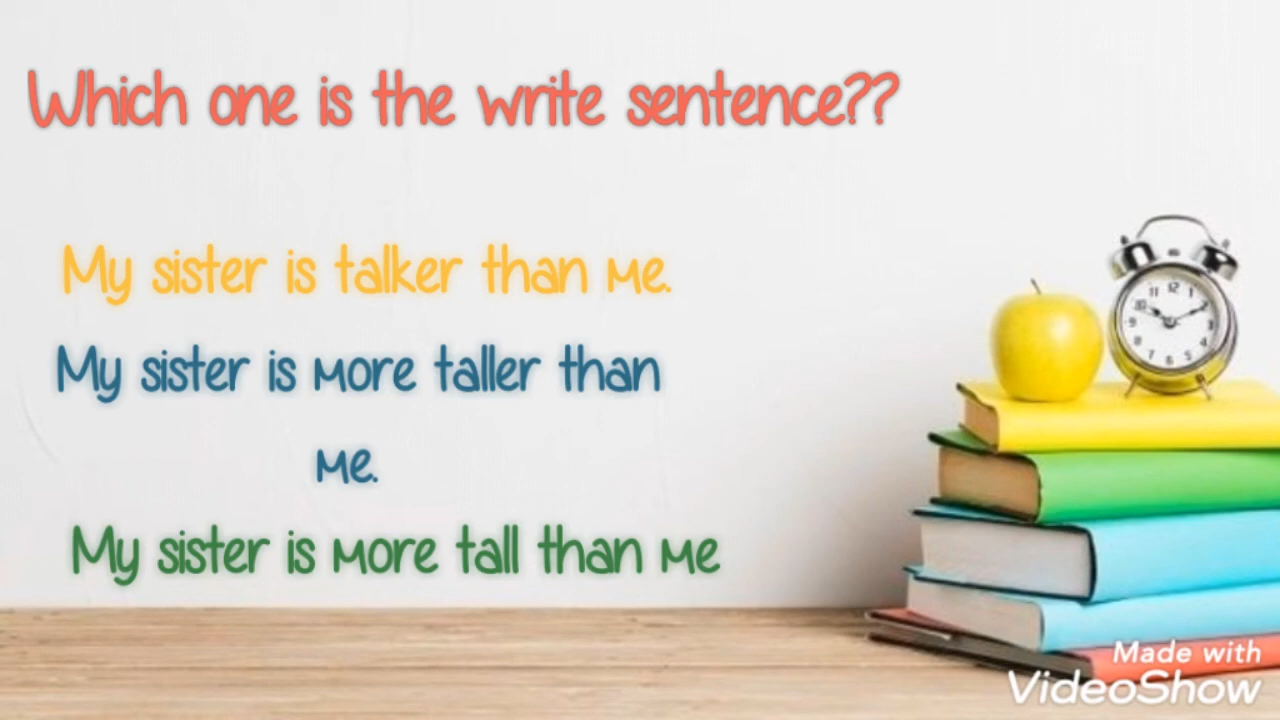 Which one is the write sentence??
My sister is talker than me.
My sister is more taller than
me.
My sister is more tall than me
Made with
VideoShow